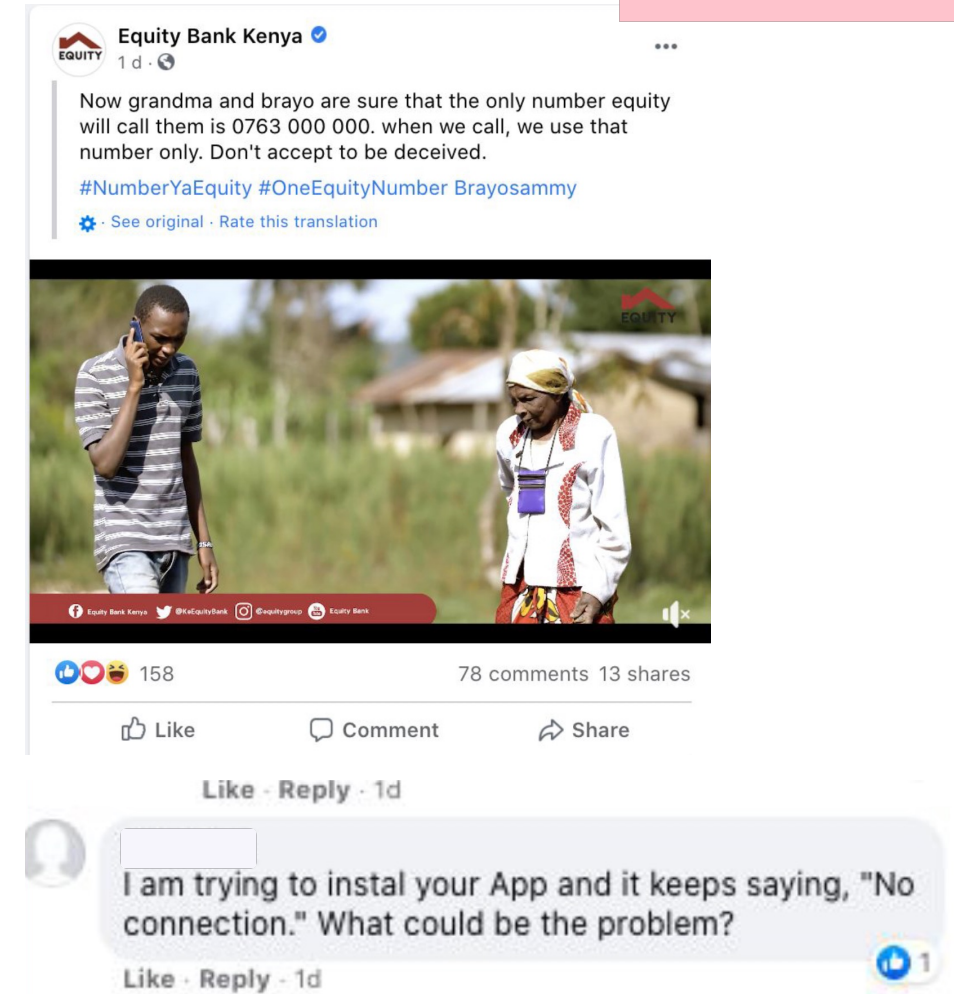 Equity Bank Kenya
EQUITY
1 d ·
Now grandma and brayo are sure that the only number equity
will call them is 0763 000 000. when we call, we use that
number only. Don't accept to be deceived.
#NumberYaEquity #OneEquityNumber Brayosammy
· See original · Rate this translation
EQUITY
Equity Bank Kenya @KeEquityBank @equitygroup Equity Bank
158
78 comments 13 shares
Like Comment Share
Like · Reply · 1d
I am trying to instal your App and it keeps saying, "No
connection." What could be the problem?
1
Like · Reply · 1d